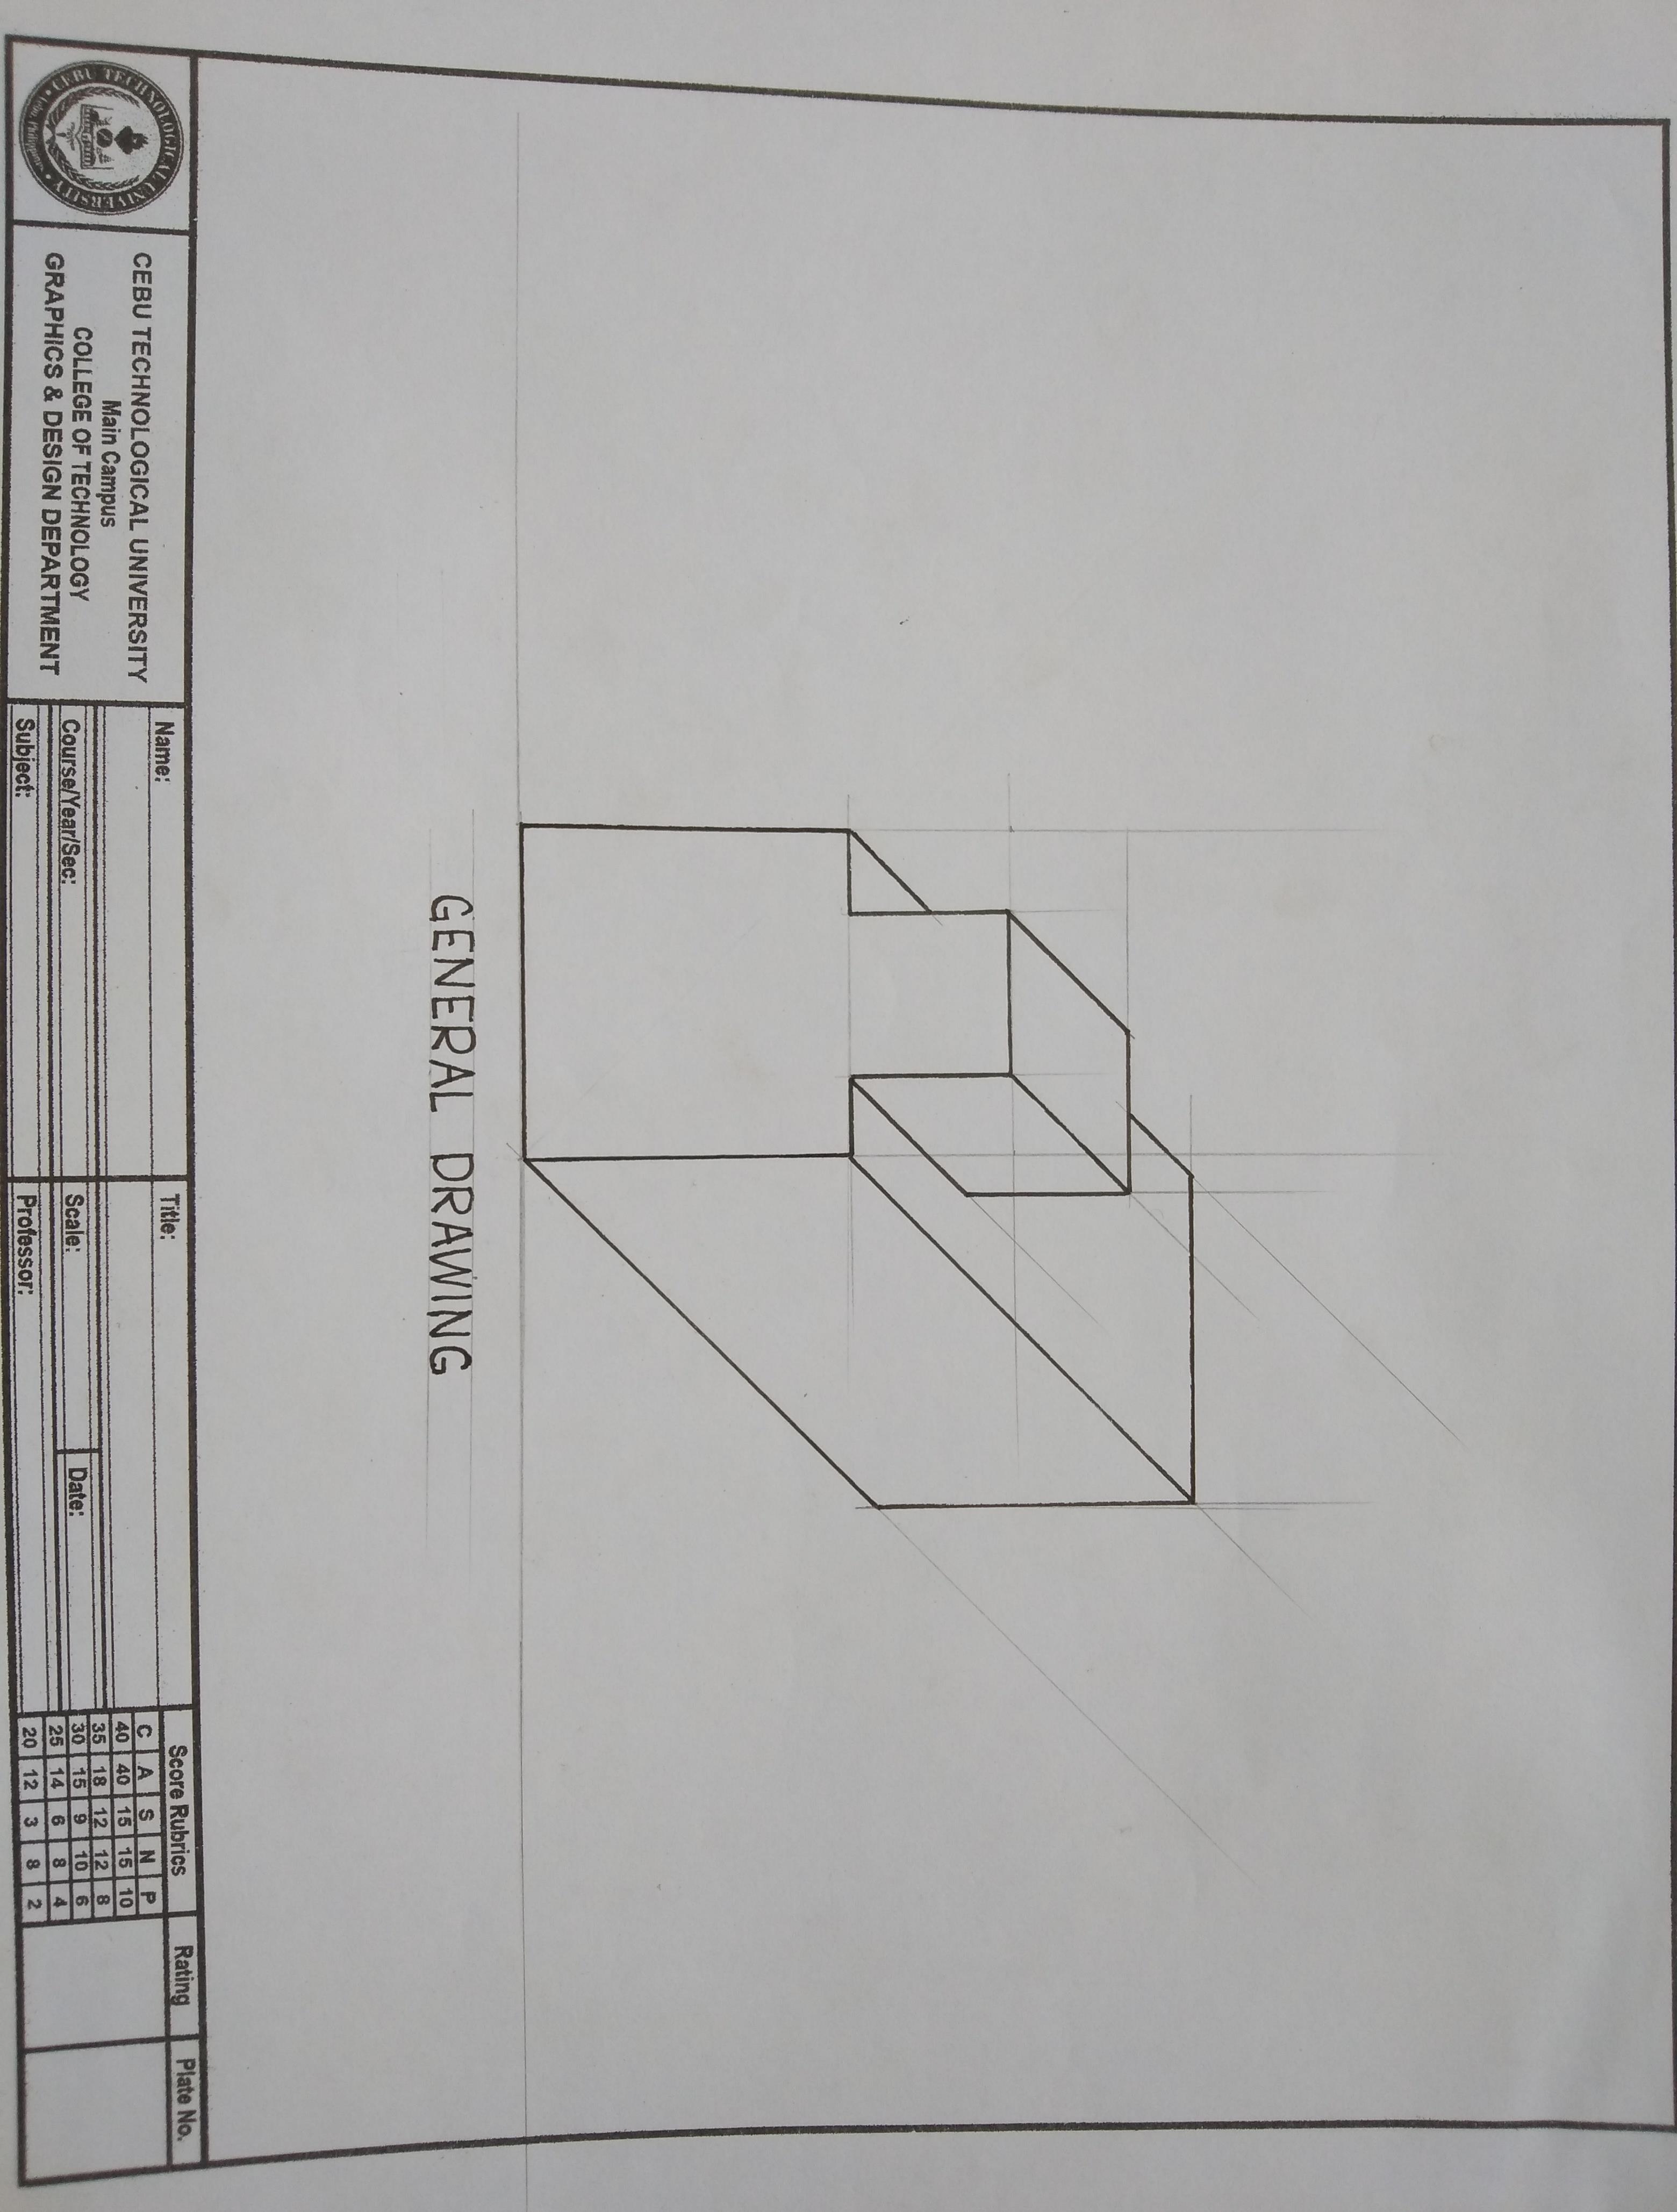 GENERAL DRAWING
CEBU TECHNOLOGICAL UNIVERSITY
CEBU TECHNOLOGICAL UNIVERSITY
Main Campus
COLLEGE OF TECHNOLOGY
GRAPHICS & DESIGN DEPARTMENT
Name:
Course/Year/Sec:
Subject:
Title:
Scale:
Date:
Professor:
Score Rubrics
C A S N P
40 40 15 15 10
35 18 12 12 8
30 15 9 10 6
25 14 6 8 4
20 12 3 8 2
Rating
Plate No.